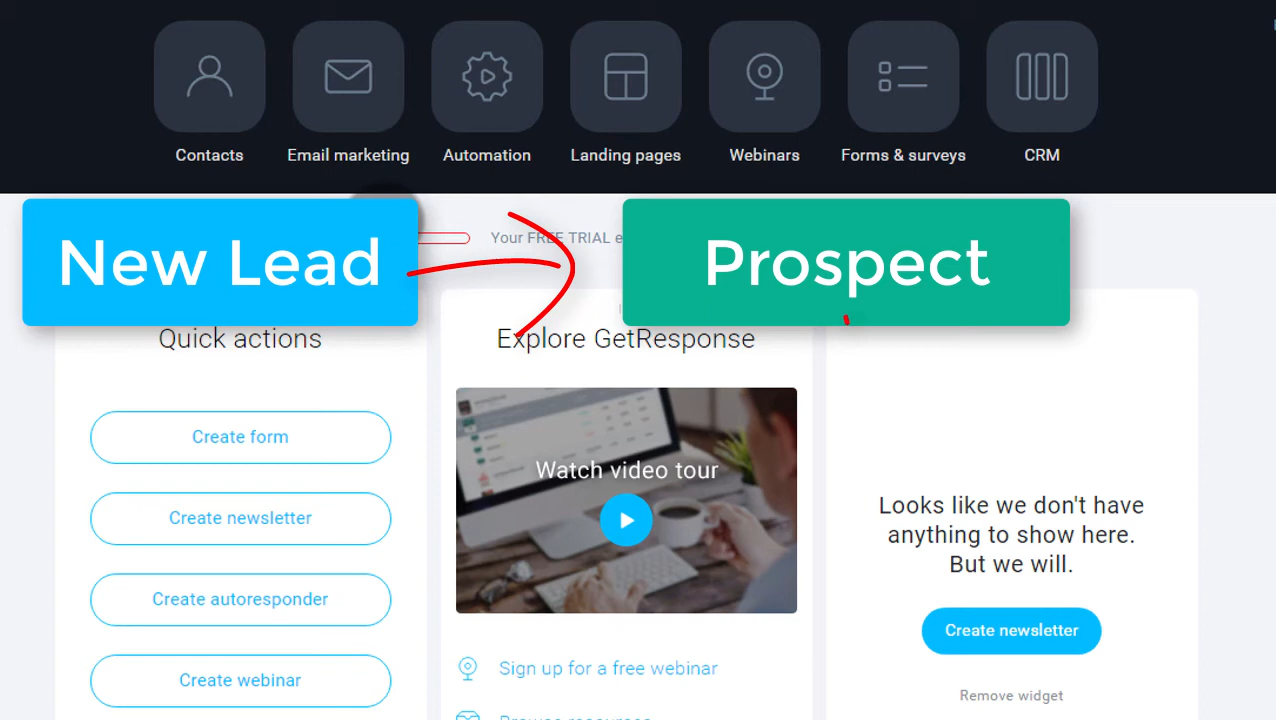 Contacts
Email marketing
Automation
Landing pages
Webinars
Forms & surveys
CRM
New Lead
Your FREE TRIAL e
Prospect
Quick actions
Explore GetResponse
Create form
Create newsletter
Create autoresponder
Create webinar
Watch video tour
Sign up for a free webinar
Browse resources
Looks like we don't have
anything to show here.
But we will.
Create newsletter
Remove widget